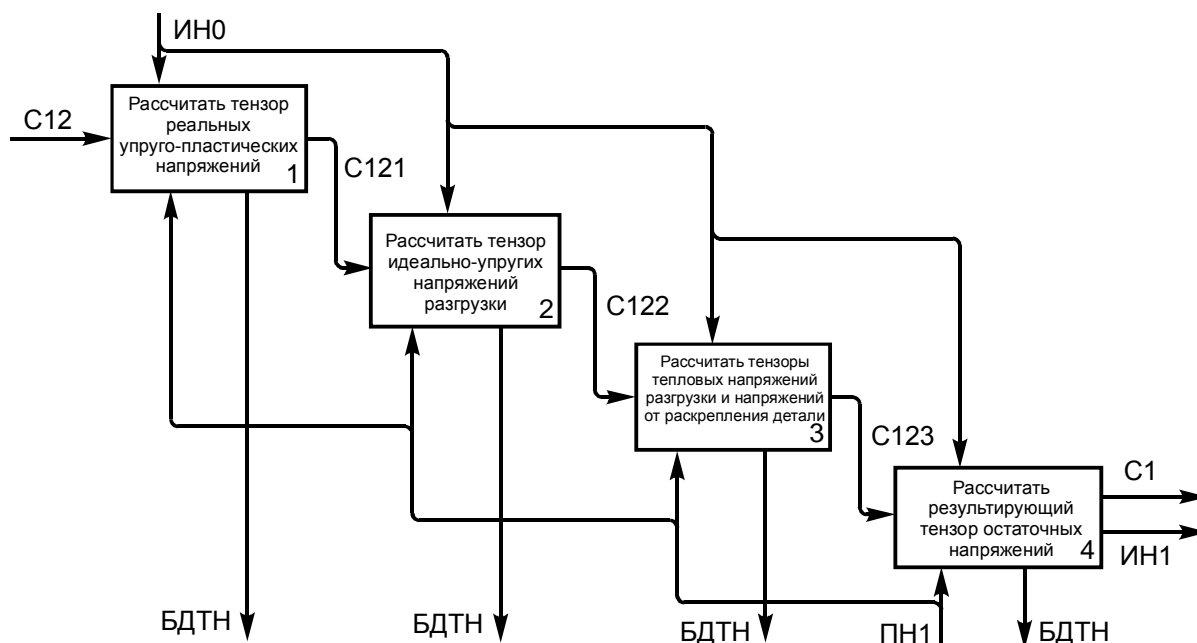 ИН0
С12
Рассчитать тензор
реальных
упруго-пластических
напряжений
1
С121
Рассчитать тензор
идеально-упругих
напряжений
разгрузки
2
С122
Рассчитать тензоры
тепловых напряжений
разгрузки и напряжений
от раскрепления детали
3
С123
Рассчитать
результирующий
тензор остаточных
напряжений
4
С1
ИН1
БДТН
БДТН
БДТН
ПН1
БДТН